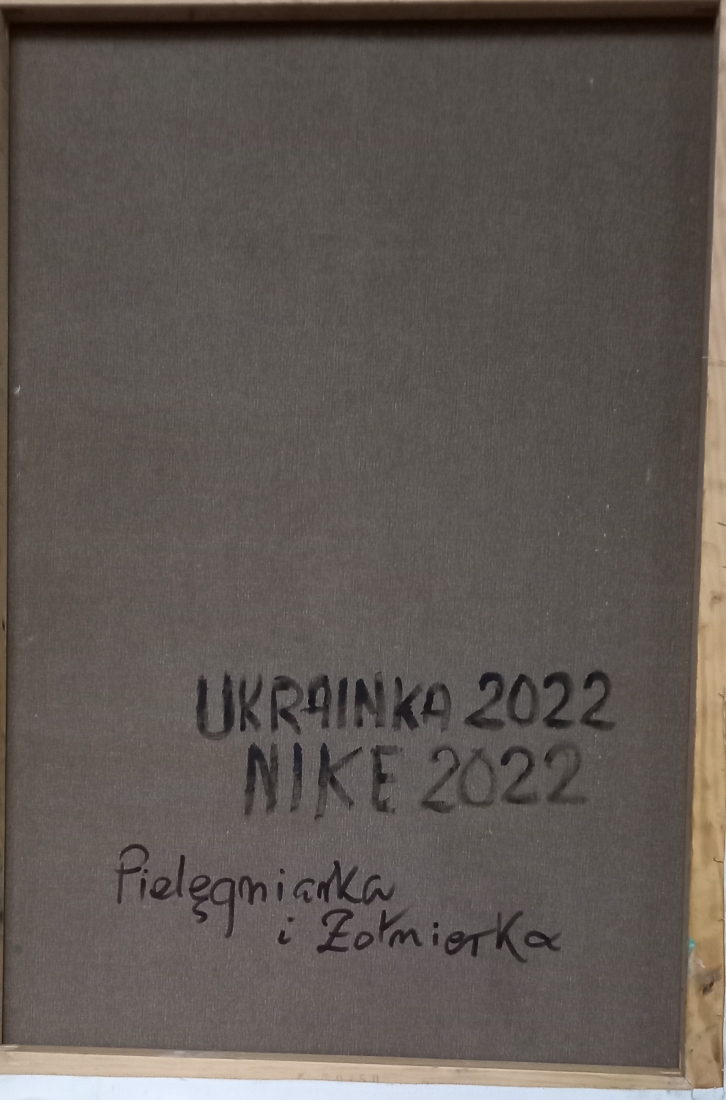 UKRAINKA 2022
NIKE 2022
Pielęgniarka
i Żołnierka